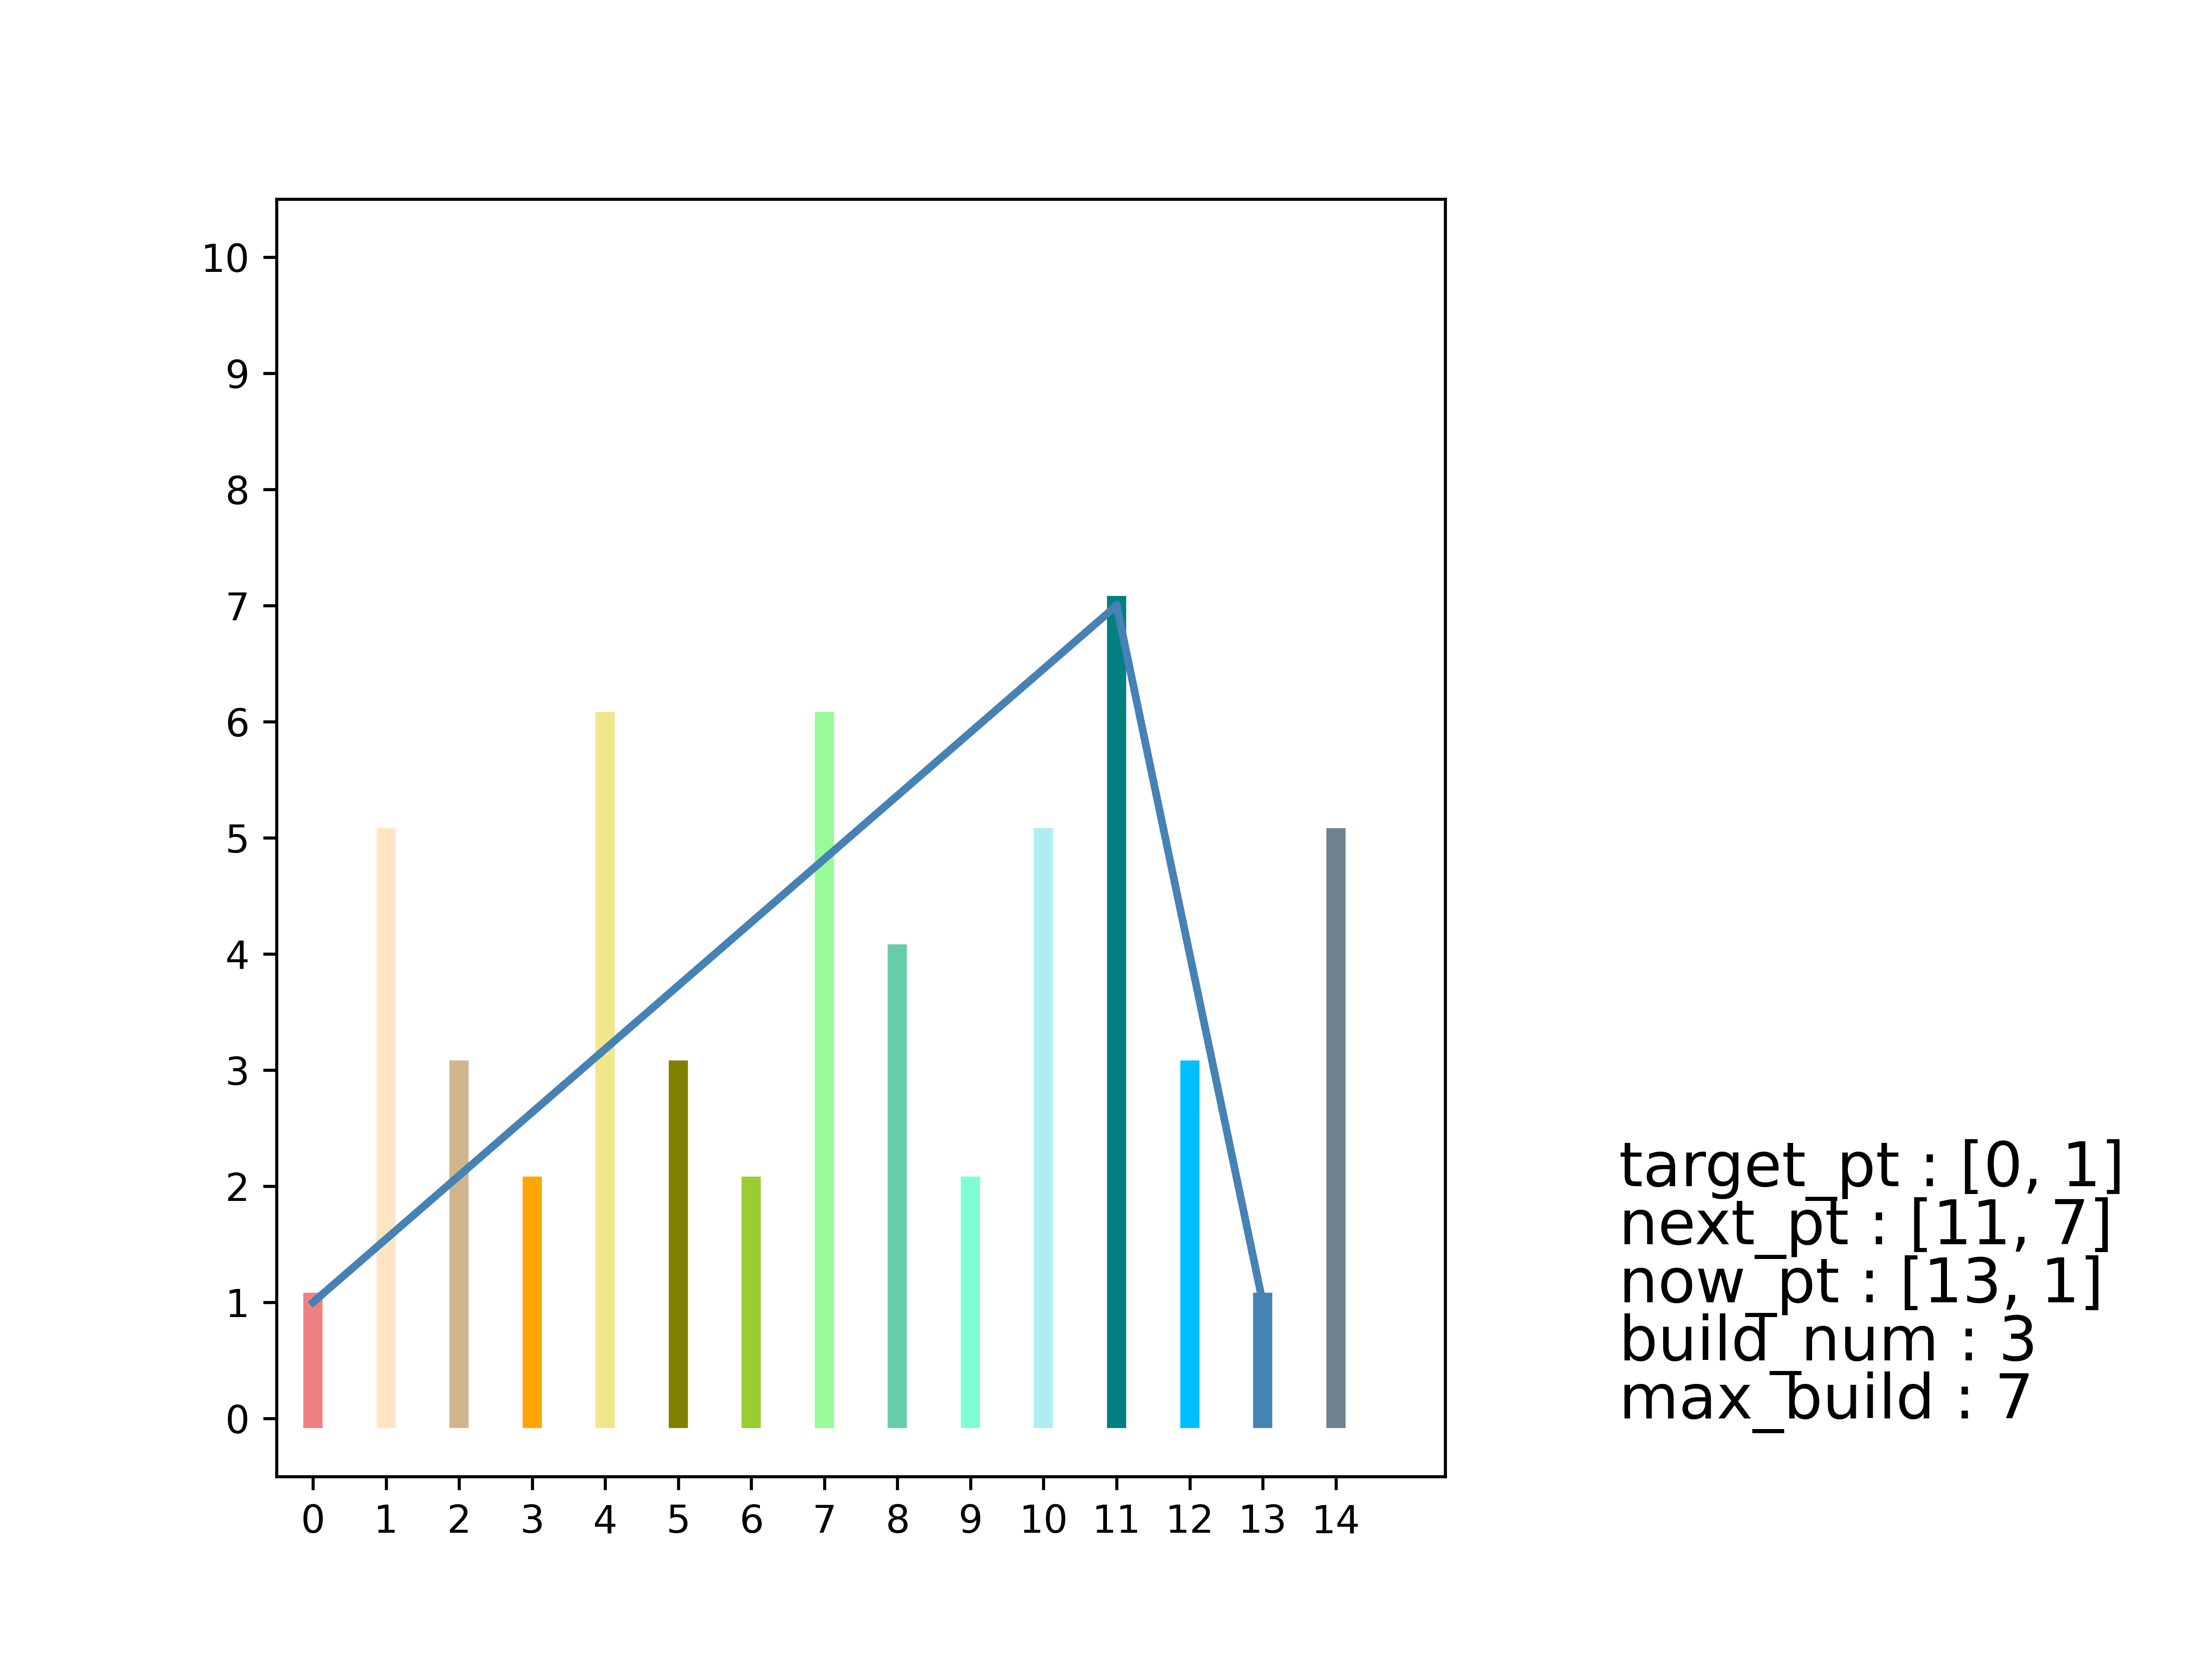 10
9
8
7
6
5
4
3
2
1
0
0 1 2 3 4 5 6 7 8 9 10 11 12 13 14
target_pt : [0, 1]
next_pt : [11, 7]
now_pt : [13, 1]
build_num : 3
max_build : 7